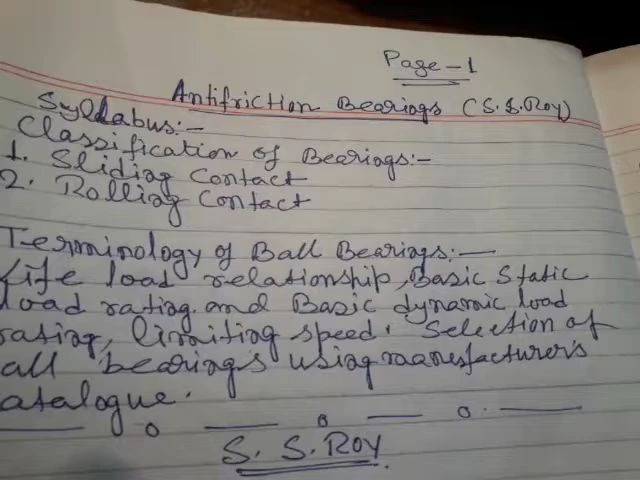 Page-1
Antifriction Bearings (S.S.Roy)
Syllabus:-
Classification of Bearings:-
1. Sliding Contact
2. Rolling Contact
Terminology of Ball Bearings:-
Life load relationship, Basic Static
load rating. and Basic dynamic load
rating, limiting speed. Selection of
all bearings using manufacturer's
atalogue.
S. S. ROY